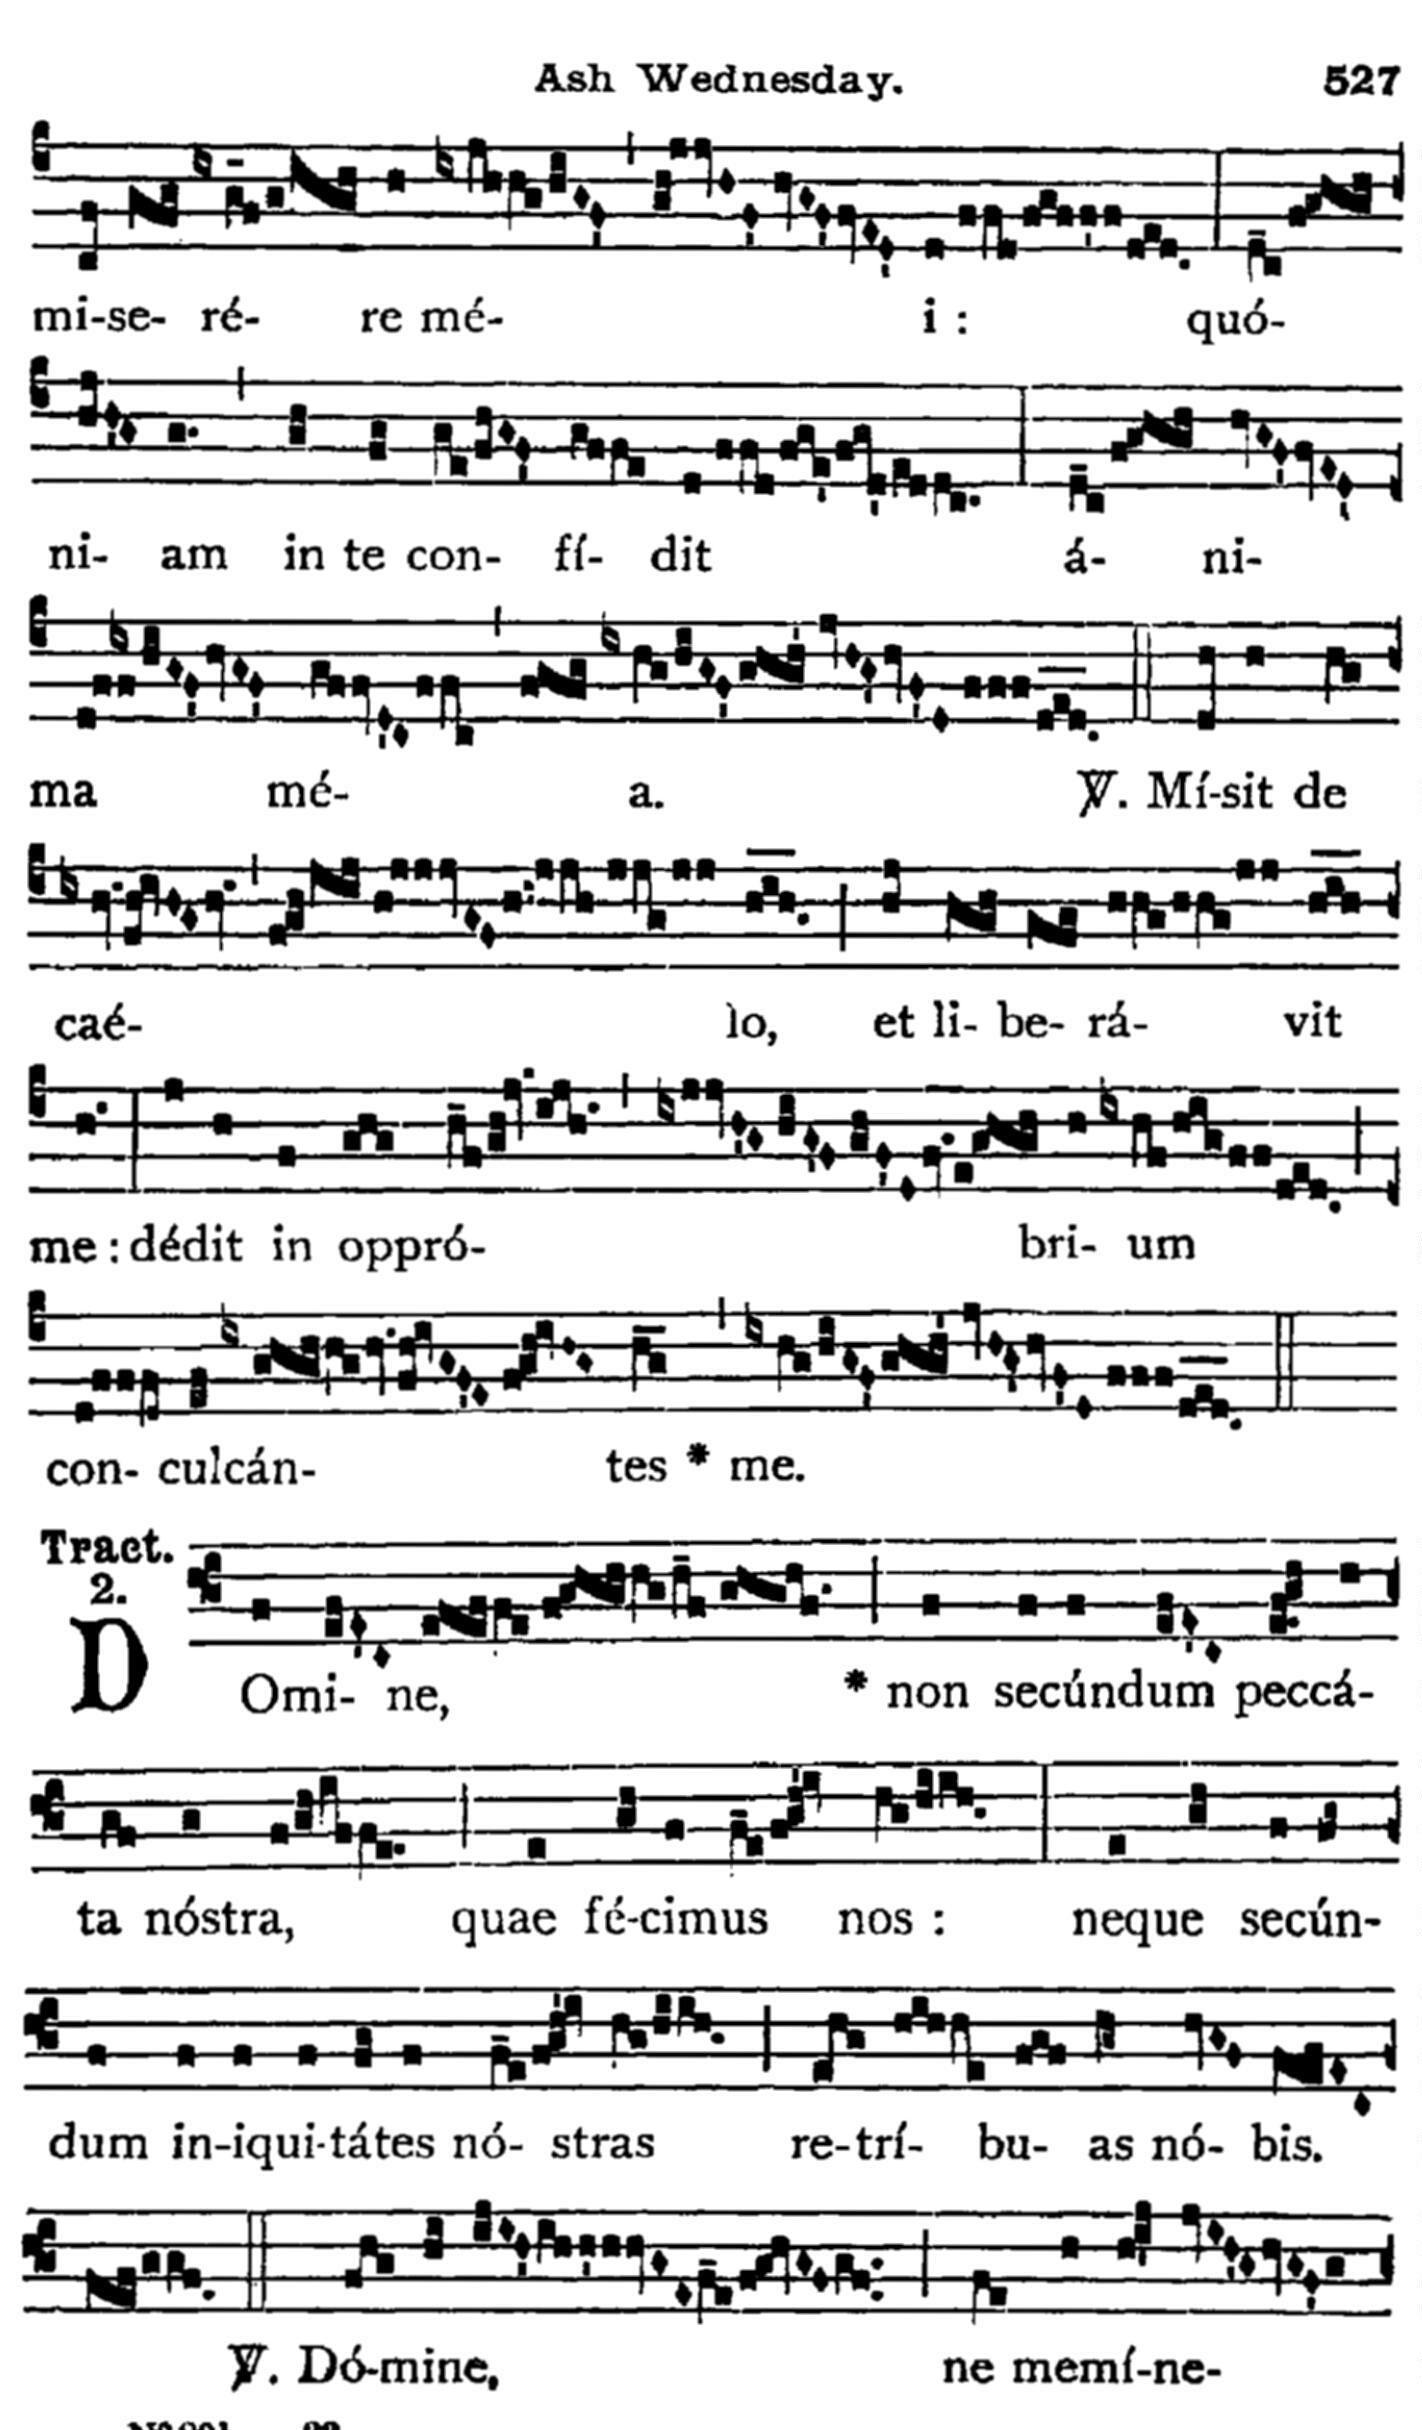 Ash Wednesday. 527
mi-se- ré- re mé- i : quó-
ni- am in te con- fí- dit á- ni-
ma mé- a. ℣. Mí-sit de
caé- lo, et li- be- rá- vit
me : dédit in oppró- bri- um
con- culcán- tes * me.
Tract.
2.
D Omi- ne, * non secúndum peccá-
ta nóstra, quae fé-cimus nos : neque secún-
dum in-iqui-tátes nó- stras re-trí- bu- as nó- bis.
℣. Dó-mine, ne memí-ne-